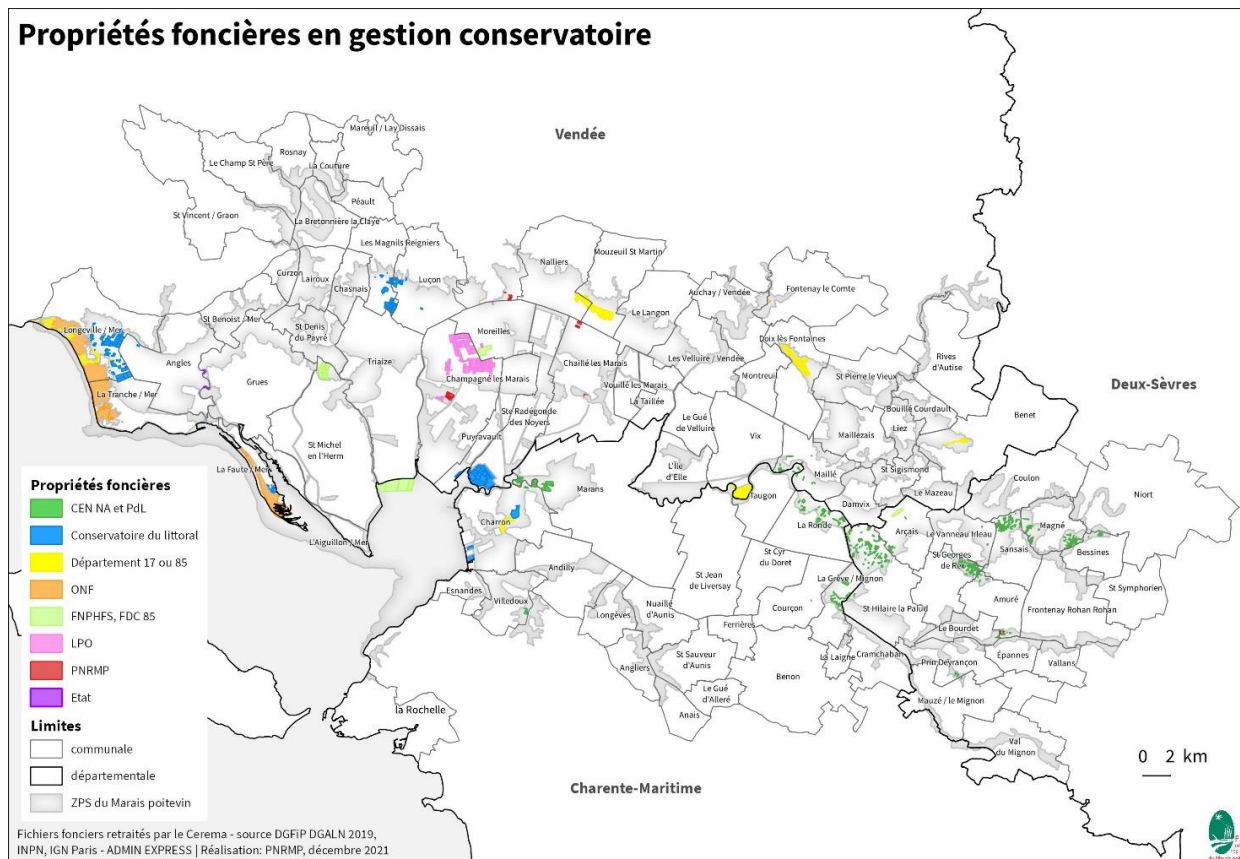 Propriétés foncières en gestion conservatoire
Vendée
Deux-Sèvres
Charente-Maritime
Mareuil / Lay Dissais
Rosnay
Le Champ St Père
La Couture
Péault
St Vincent / Graon
La Bretonnière la Claye
Les Magnils Reigniers
Curzon
Lairoux
Chasnais
Luçon
Nalliers
Mouzeuil St Martin
Auchay / Vendée
Fontenay le Comte
Longeville / Mer
St Benoist / Mer
St Denis
du Payré
Le Langon
Moreilles
Angles
Triaize
Chaillé les Marais
Les Velluire / Vendée
Doix lès Fontaines
Rives
d'Autise
Grues
Champagné les Marais
Vouillé les Marais
La Taillée
Montreuil
St Pierre le Vieux
La Tranche / Mer
Ste Radégonde
des Noyers
Puyravault
Le Gué
de Velluire
Vix
Bouillé Courdault
Liez
Maillezais
Benet
St Michel
en l'Herm
La Faute / Mer
L'Île
d'Elle
Maillé
St Sigismond
Le Mazeau
Coulon
Niort
Marans
Taugon
Damvix
Charron
La Ronde
Arçais
Le Vanneau Irleau
Magné
Sansais
Bessines
L'Aiguillon / Mer
Andilly
St Cyr
du Doret
St Georges
de Rex
St Jean
de Liversay
La Grève / Mignon
Amuré
St Symphorien
Esnandes
Villedoux
Longèves
Nuaillé
d'Aunis
Courçon
St Hilaire la Palud
Frontenay Rohan Rohan
Ferrières
Le Bourdet
St Sauveur
d'Aunis
La Laigne
Cramchaban
Prin Deyrançon
Épannes
Vallans
Angliers
Le Gué
d'Alleré
Benon
Anais
Mauzé / le Mignon
la Rochelle
Val
du Mignon
0 2 km
Propriétés foncières
CEN NA et PdL
Conservatoire du littoral
Département 17 ou 85
ONF
FNPHFS, FDC 85
LPO
PNRMP
Etat
Limites
communale
départementale
ZPS du Marais poitevin
Fichiers fonciers retraités par le Cerema - source DGFiP DGALN 2019,
INPN, IGN Paris - ADMIN EXPRESS | Réalisation: PNRMP, décembre 2021